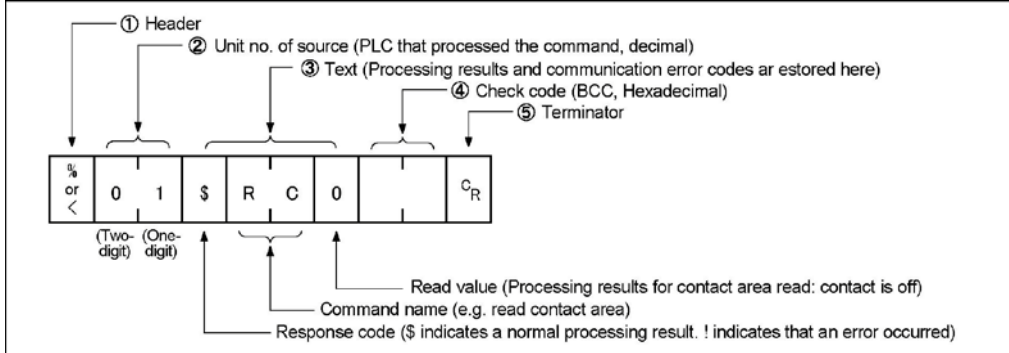 ① Header
② Unit no. of source (PLC that processed the command, decimal)
③ Text (Processing results and communication error codes ar estored here)
④ Check code (BCC, Hexadecimal)
⑤ Terminator
% or < 0 1 $ R C 0 CR
(Two-digit) (One-digit)
Read value (Processing results for contact area read: contact is off)
Command name (e.g. read contact area)
Response code ($ indicates a normal processing result. ! indicates that an error occurred)